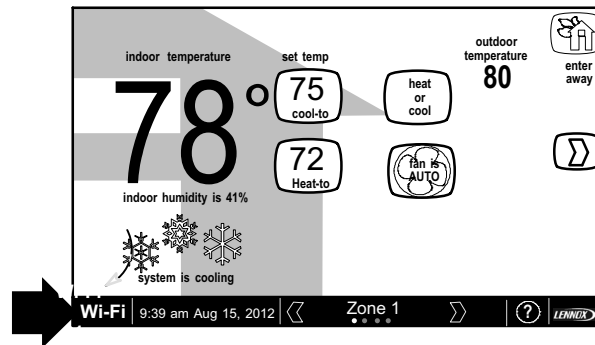 indoor temperature
set temp
outdoor
temperature
80
enter
away
78°
75
cool-to
heat
or
cool
72
Heat-to
fan is
AUTO
indoor humidity is 41%
system is cooling
Wi-Fi
9:39 am Aug 15, 2012
Zone 1
?
LENNOX